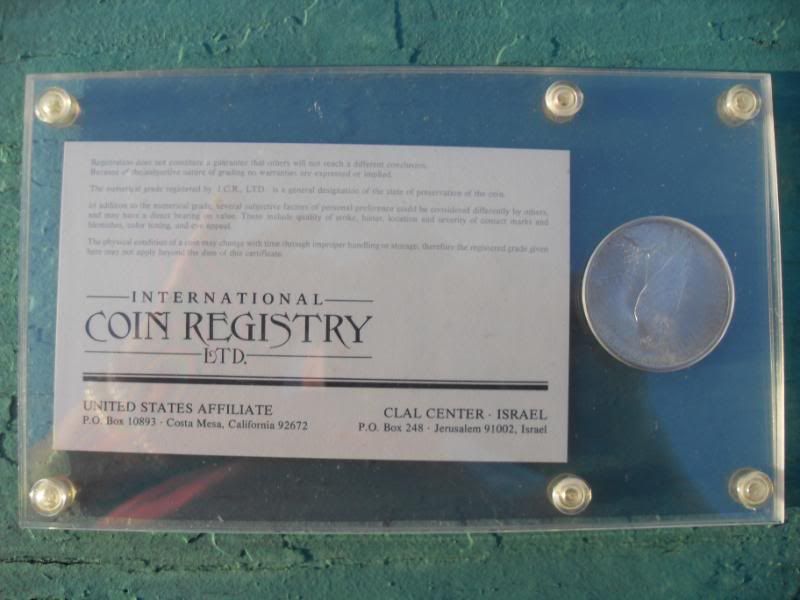 Registration does not constitute a guarantee that others will not reach a different conclusion.
Because of the subjective nature of grading no warranties are expressed or implied.
The numerical grade registered by I.C.R., LTD. is a general designation of the state of preservation of the coin.
In addition to the numerical grade, several subjective factors of personal preference could be considered differently by others,
and may have a direct bearing on value. These include quality of strike, luster, location and severity of contact marks and
blemishes, color toning, and eye appeal.
The physical condition of a coin may change with time through improper handling or storage, therefore the registered grade given
here may not apply beyond the date of this certificate.
INTERNATIONAL
COIN REGISTRY
LTD.
UNITED STATES AFFILIATE
P.O. Box 10893 · Costa Mesa, California 92672
CLAL CENTER · ISRAEL
P.O. Box 248 · Jerusalem 91002, Israel